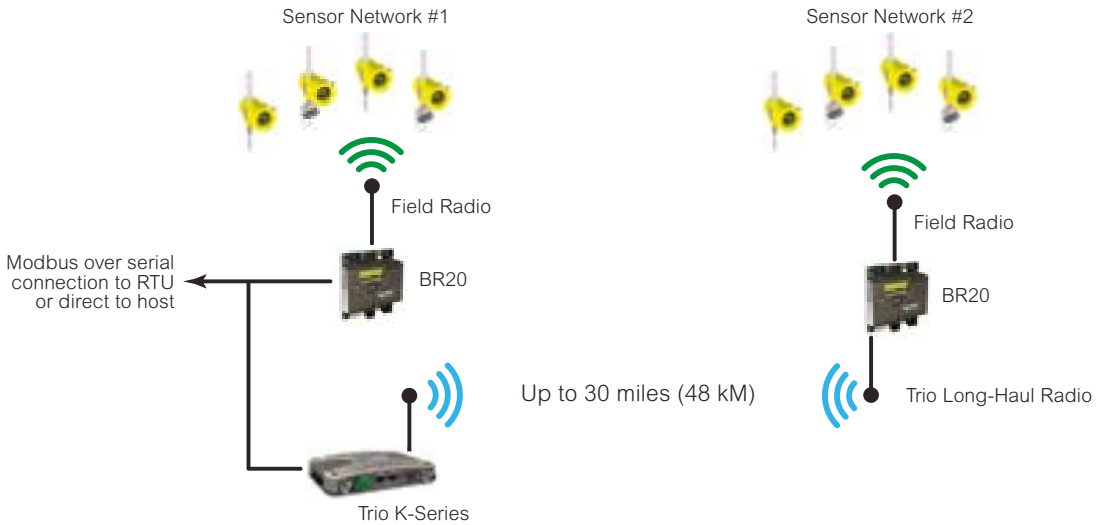 Sensor Network #1
Sensor Network #2
Field Radio
Field Radio
Modbus over serial
connection to RTU
or direct to host
BR20
BR20
Up to 30 miles (48 kM)
Trio Long-Haul Radio
Trio K-Series